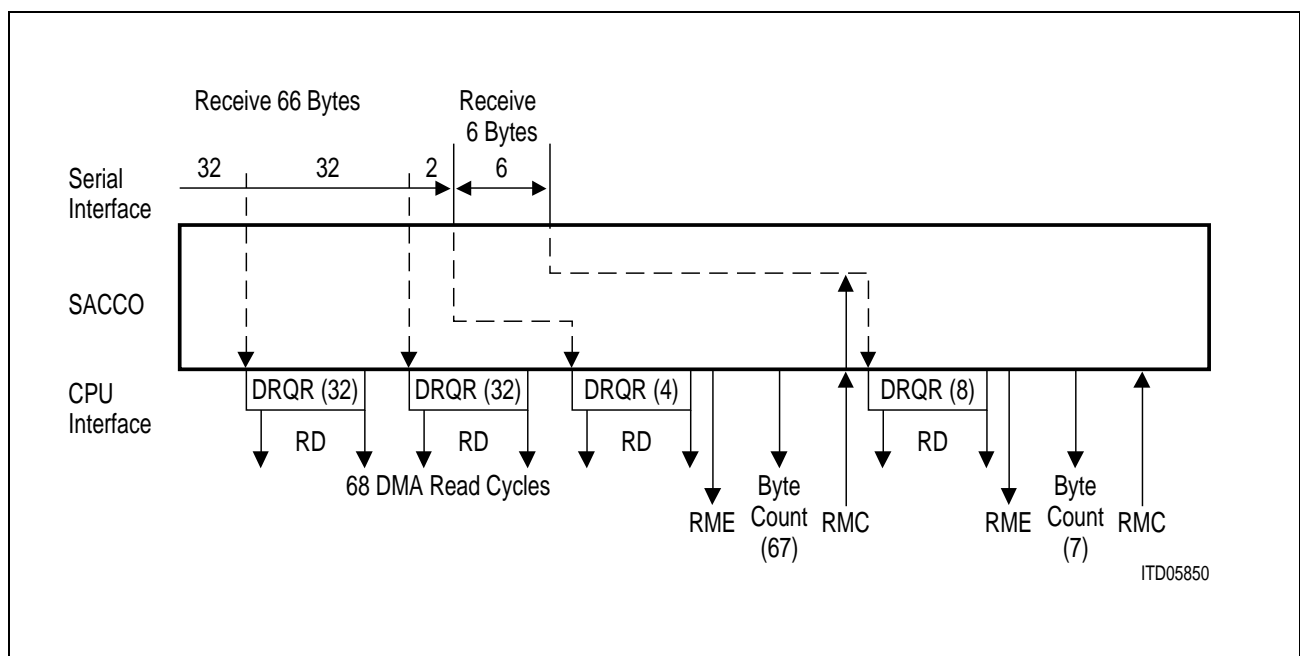 Receive 66 Bytes
Receive
6 Bytes
32
32
2
6
Serial
Interface
SACCO
CPU
Interface
DRQR (32)
DRQR (32)
DRQR (4)
DRQR (8)
RD
RD
RD
RD
68 DMA Read Cycles
RME
Byte
Count
(67)
RMC
RME
Byte
Count
(7)
RMC
ITD05850